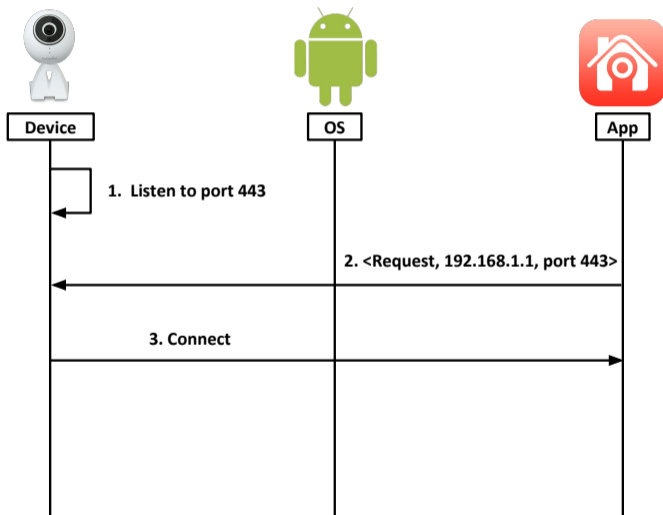 Device
OS
App
1. Listen to port 443
2. <Request, 192.168.1.1, port 443>
3. Connect